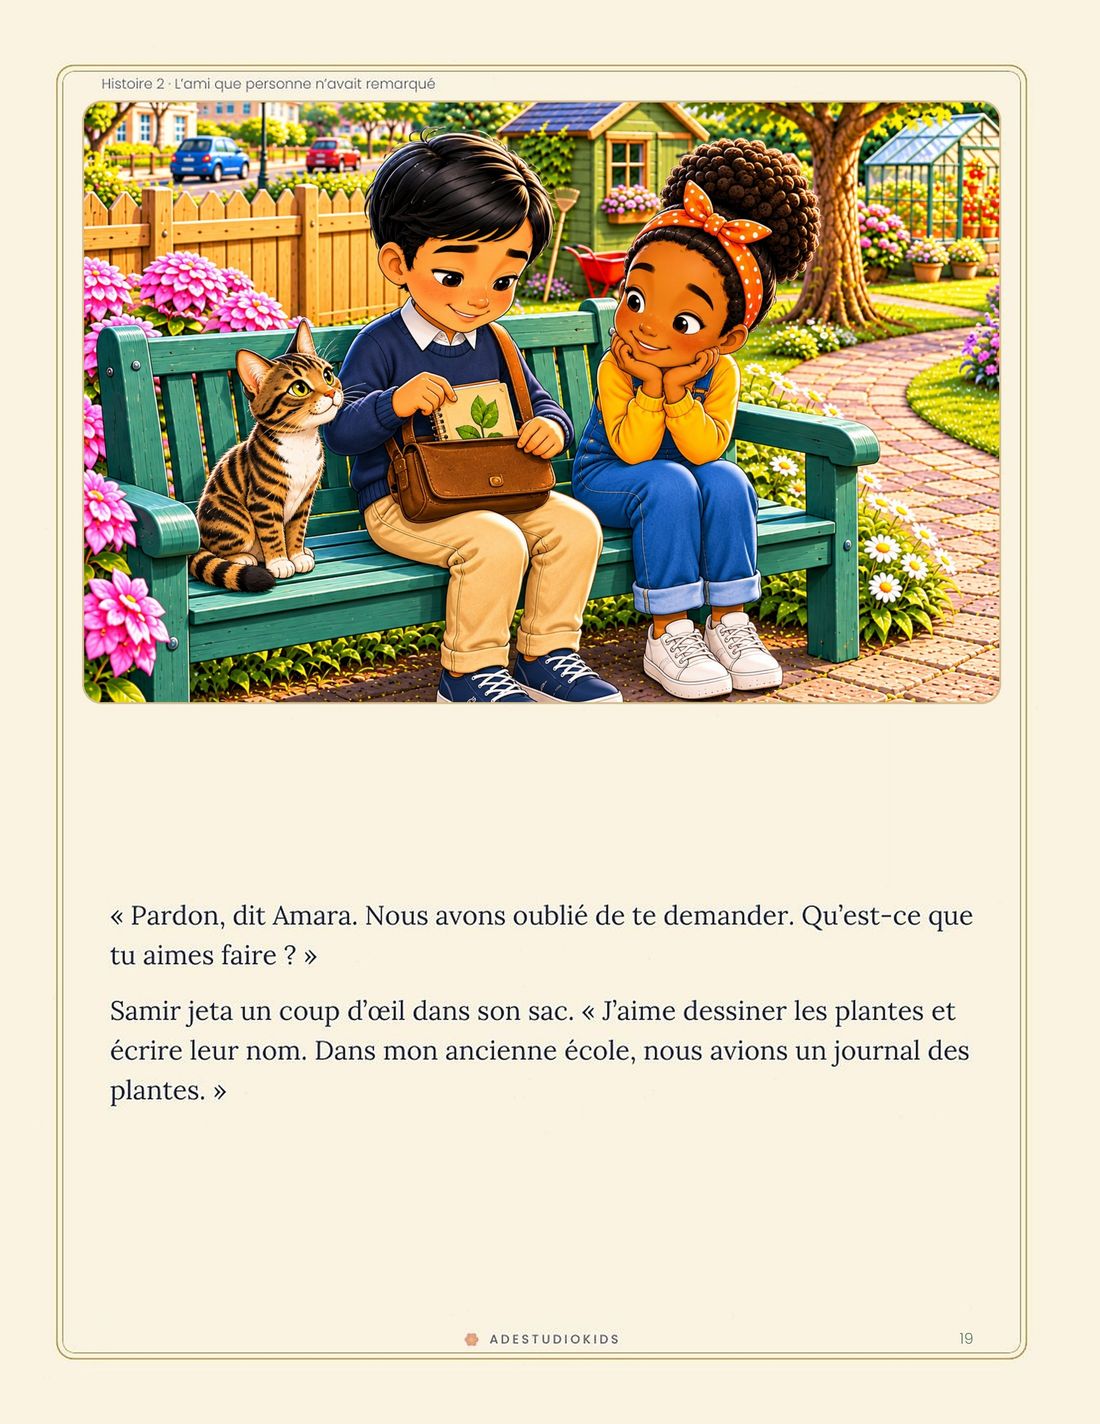 Histoire 2 · L’ami que personne n’avait remarqué
« Pardon, dit Amara. Nous avons oublié de te demander. Qu’est-ce que
tu aimes faire ? »
Samir jeta un coup d’œil dans son sac. « J’aime dessiner les plantes et
écrire leur nom. Dans mon ancienne école, nous avions un journal des
plantes. »
ADESTUDIOKIDS
19